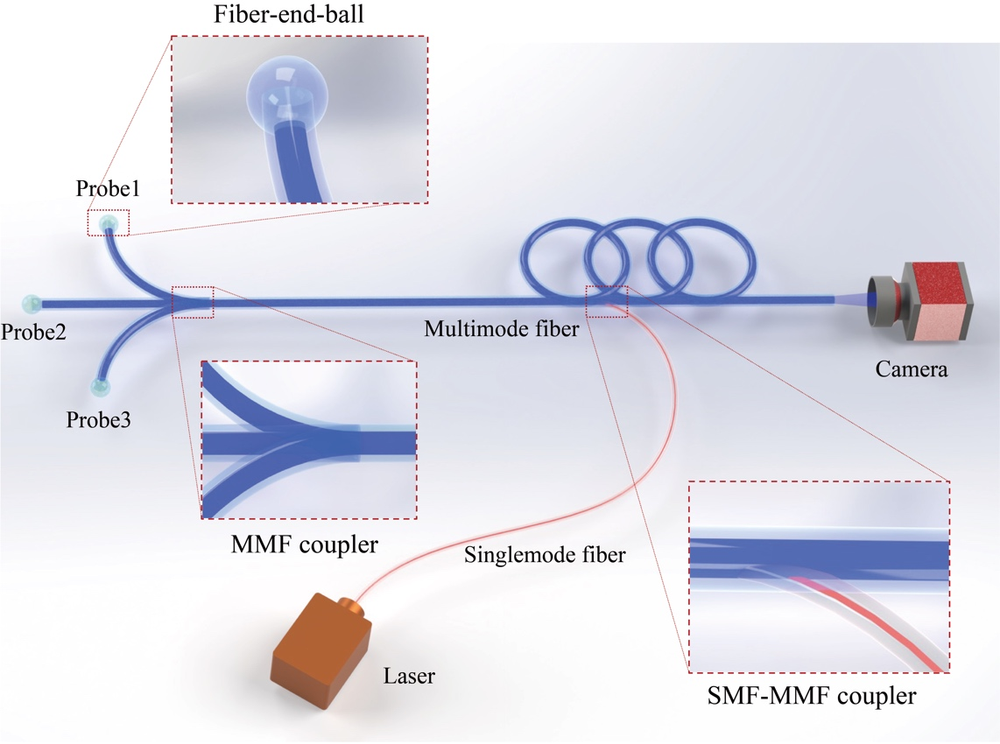 Fiber-end-ball
Probe1
Probe2
Multimode fiber
Camera
Probe3
MMF coupler
Singlemode fiber
Laser
SMF-MMF coupler